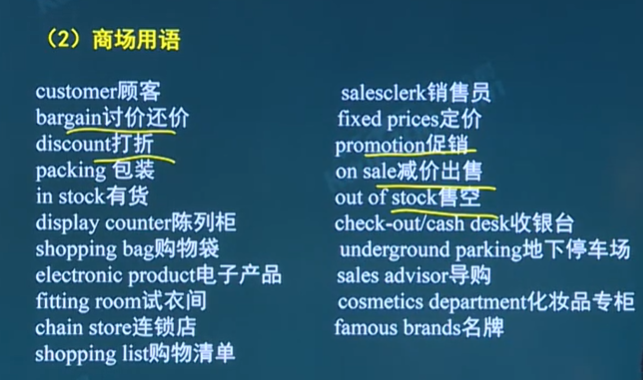 （2）商场用语
customer顾客
bargain讨价还价
discount打折
packing 包装
in stock有货
display counter陈列柜
shopping bag购物袋
electronic product电子产品
fitting room试衣间
chain store连锁店
shopping list购物清单
salesclerk销售员
fixed prices定价
promotion促销
on sale减价出售
out of stock售空
check-out/cash desk收银台
underground parking地下停车场
sales advisor导购
cosmetics department化妆品专柜
famous brands名牌